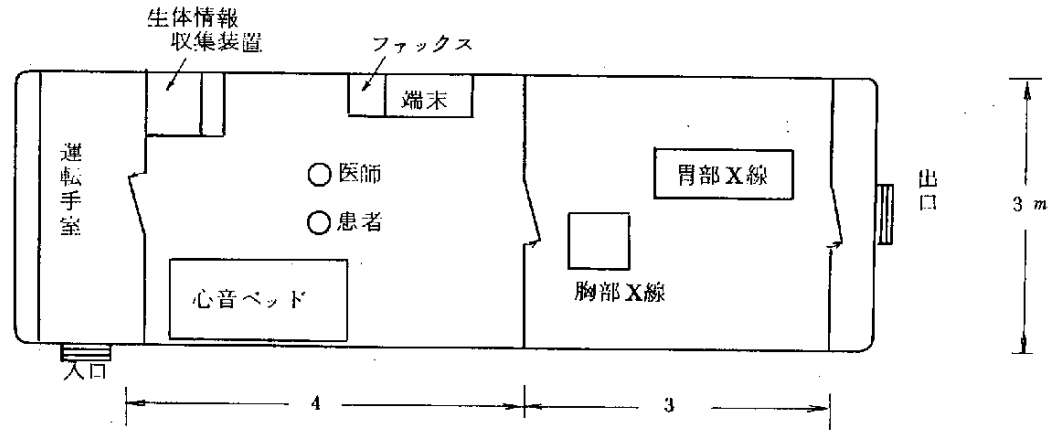 生体情報
収集装置
ファックス
端末
運転手室
医師
患者
心音ベッド
胃部X線
胸部X線
出口
3 m
入口
4
3